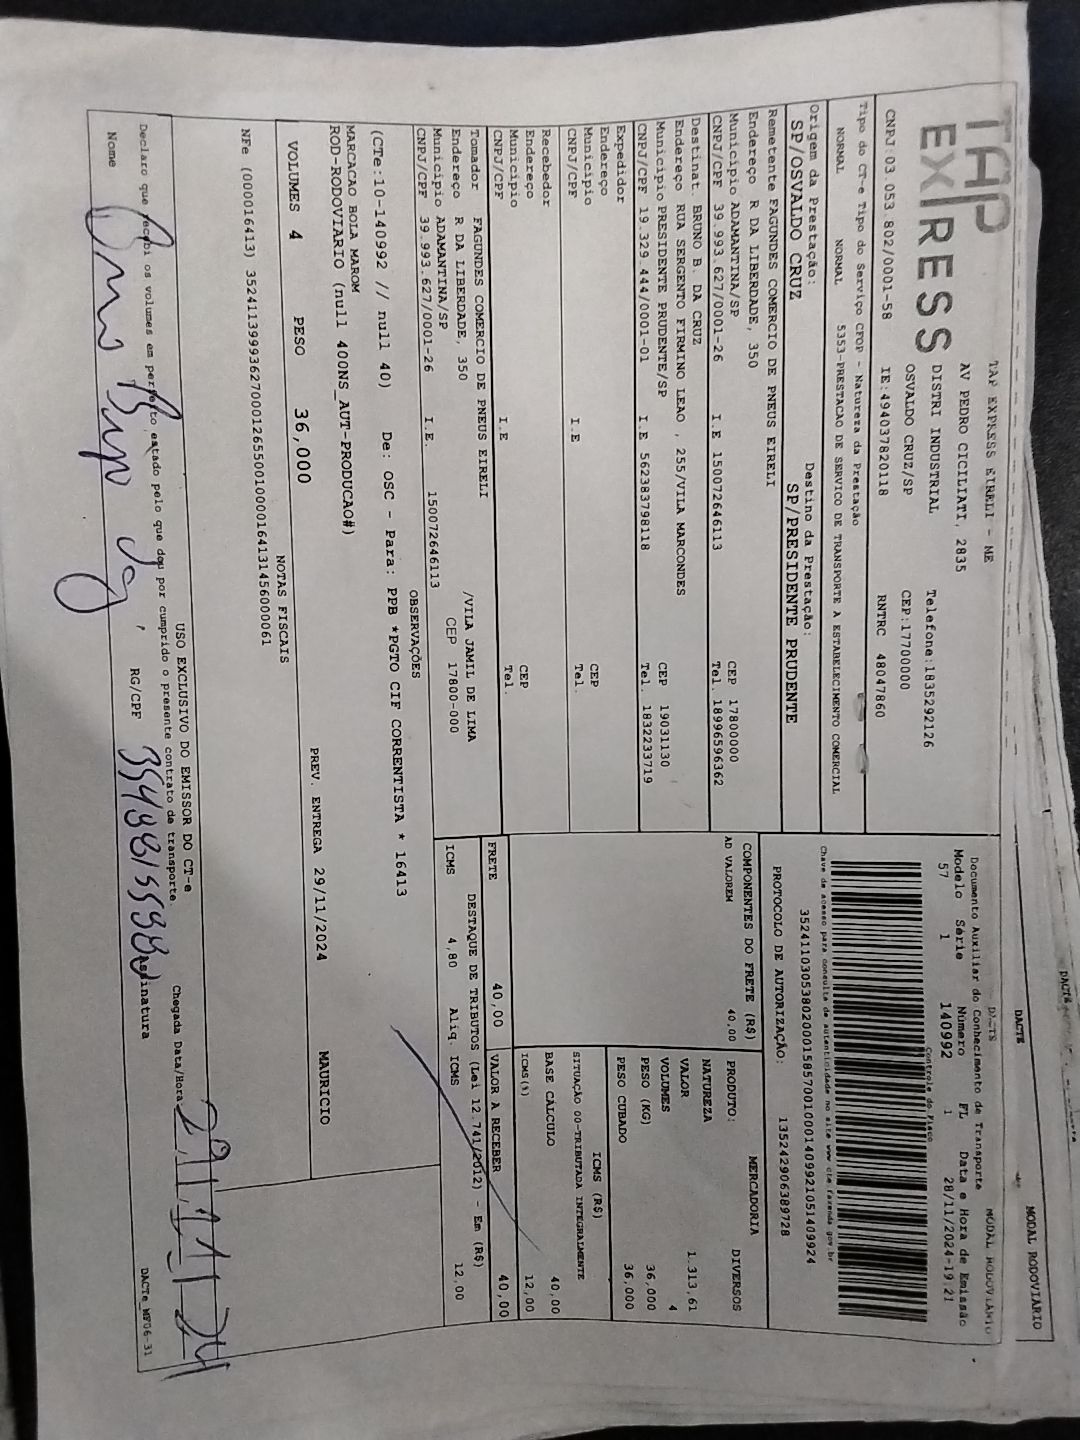 DACTE
MODAL RODOVIÁRIO
TAP EXPRESS
TAP EXPRESS EIRELI - ME
AV PEDRO CICILIATI, 2835
DISTRI INDUSTRIAL
OSVALDO CRUZ/SP
Telefone:1835292126
CEP:17700000
CNPJ:03.053.802/0001-58 IE:494037820118 RNTRC 48047860
DACTE MODAL RODOVIÁRIO
Documento Auxiliar do Conhecimento de Transporte
Modelo Série Número FL Data e Hora de Emissão
57 1 140992 1 28/11/2024-19:21
Controle do Fisco
Chave de acesso para consulta de autenticidade no site www.cte.fazenda.gov.br
35241103053802000158570010001409921051409924
PROTOCOLO DE AUTORIZAÇÃO: 135242906389728
Tipo do CT-e Tipo do Serviço CFOP - Natureza da Prestação
NORMAL NORMAL 5353-PRESTACAO DE SERVICO DE TRANSPORTE A ESTABELECIMENTO COMERCIAL
Origem da Prestação: Destino da Prestação:
SP/OSVALDO CRUZ SP/PRESIDENTE PRUDENTE
Remetente FAGUNDES COMERCIO DE PNEUS EIRELI
Endereço R DA LIBERDADE, 350
Município ADAMANTINA/SP CEP 17800000
CNPJ/CPF 39.993.627/0001-26 I.E 150072646113 Tel. 18996596362
Destinat. BRUNO B. DA CRUZ
Endereço RUA SERGENTO FIRMINO LEAO , 255/VILA MARCONDES
Município PRESIDENTE PRUDENTE/SP CEP 19031130
CNPJ/CPF 19.329.444/0001-01 I.E 562383798118 Tel. 1832233719
Expedidor
Endereço
Município CEP
CNPJ/CPF I.E Tel.
Recebedor
Endereço
Município CEP
CNPJ/CPF I.E Tel.
Tomador FAGUNDES COMERCIO DE PNEUS EIRELI
Endereço R DA LIBERDADE, 350 /VILA JAMIL DE LIMA
Município ADAMANTINA/SP CEP 17800-000
CNPJ/CPF 39.993.627/0001-26 I.E. 150072646113
COMPONENTES DO FRETE (R$)
AD VALOREM 40,00
FRETE 40,00
PRODUTO: MERCADORIA
NATUREZA DIVERSOS
VALOR 1.313,61
VOLUMES 4
PESO (KG) 36,000
PESO CUBADO 36,000
ICMS (R$)
SITUAÇÃO 00-TRIBUTADA INTEGRALMENTE
BASE CALCULO 40,00
ICMS(%) 12,00
VALOR A RECEBER 40,00
DESTAQUE DE TRIBUTOS (Lei 12.741/2012) - Em (R$)
ICMS 4,80 Aliq. ICMS 12,00
OBSERVAÇÕES
(CTe:10-140992 // null 40) De: OSC - Para: PPB *PGTO CIF CORRENTISTA * 16413
MARCACAO BOLA MAROM
ROD-RODOVIARIO (null 400NS_AUT-PRODUCAO#)
VOLUMES 4 PESO 36,000 PREV. ENTREGA 29/11/2024 MAURICIO
NOTAS FISCAIS
NFe (000016413) 35241139993627000126550010000164131456000061
USO EXCLUSIVO DO EMISSOR DO CT-e
Declaro que recebi os volumes em perfeito estado pelo que dou por cumprido o presente contrato de transporte.
Chegada Data/Hora 29/11/24
Nome RG/CPF Assinatura
DACTe_MP06-31